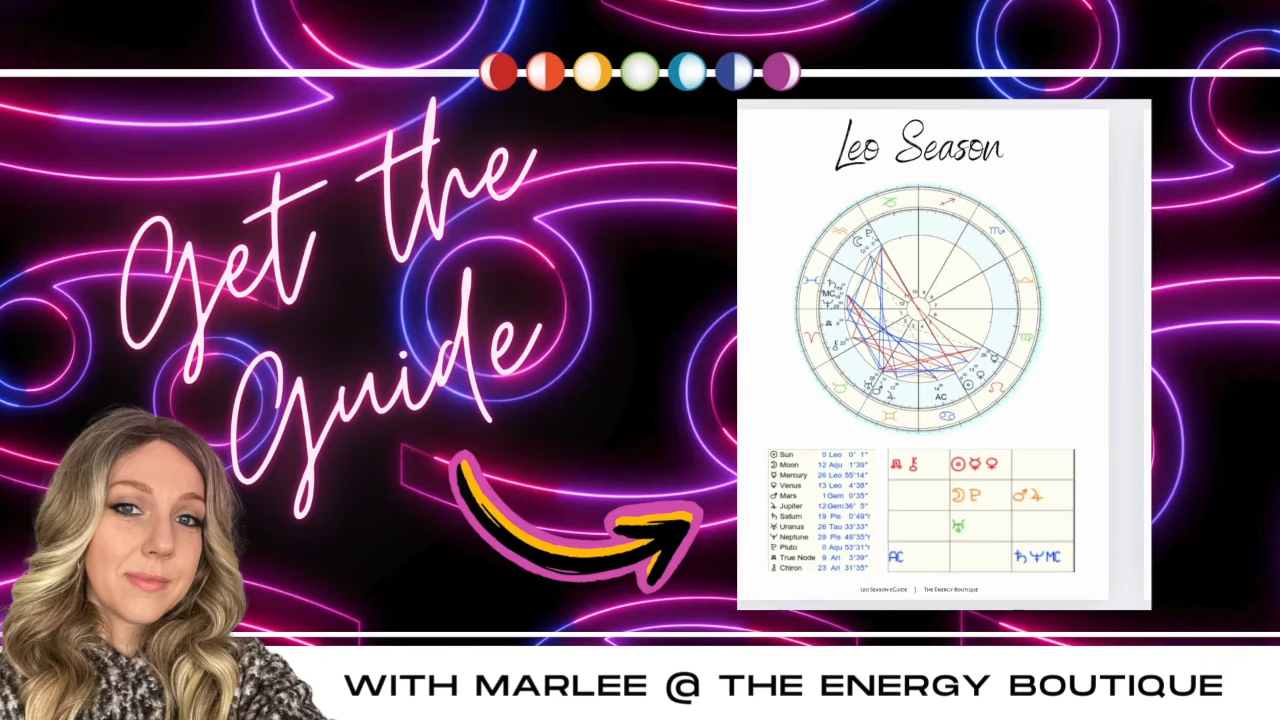 Get the
Guide
Leo Season
MC
AC
☉ Sun 0 Leo 0' 1"
☽ Moon 12 Aqu 1'39"
☿ Mercury 26 Leo 55'14"
♀ Venus 13 Leo 4'38"
♂ Mars 1 Gem 0'35"
♃ Jupiter 12 Gem 36' 5"
♄ Saturn 19 Pis 0'49"r
♅ Uranus 26 Tau 33'33"
♆ Neptune 29 Pis 49'35"r
♇ Pluto 0 Aqu 53'31"r
☊ True Node 9 Ari 3'39"
⚷ Chiron 23 Ari 31'35"
☊ ⚷ ☉ ☿ ♀
☽ ♇ ♂ ♃
♅
AC ♄ ♆ MC
Leo Season eGuide | The Energy Boutique
WITH MARLEE @ THE ENERGY BOUTIQUE